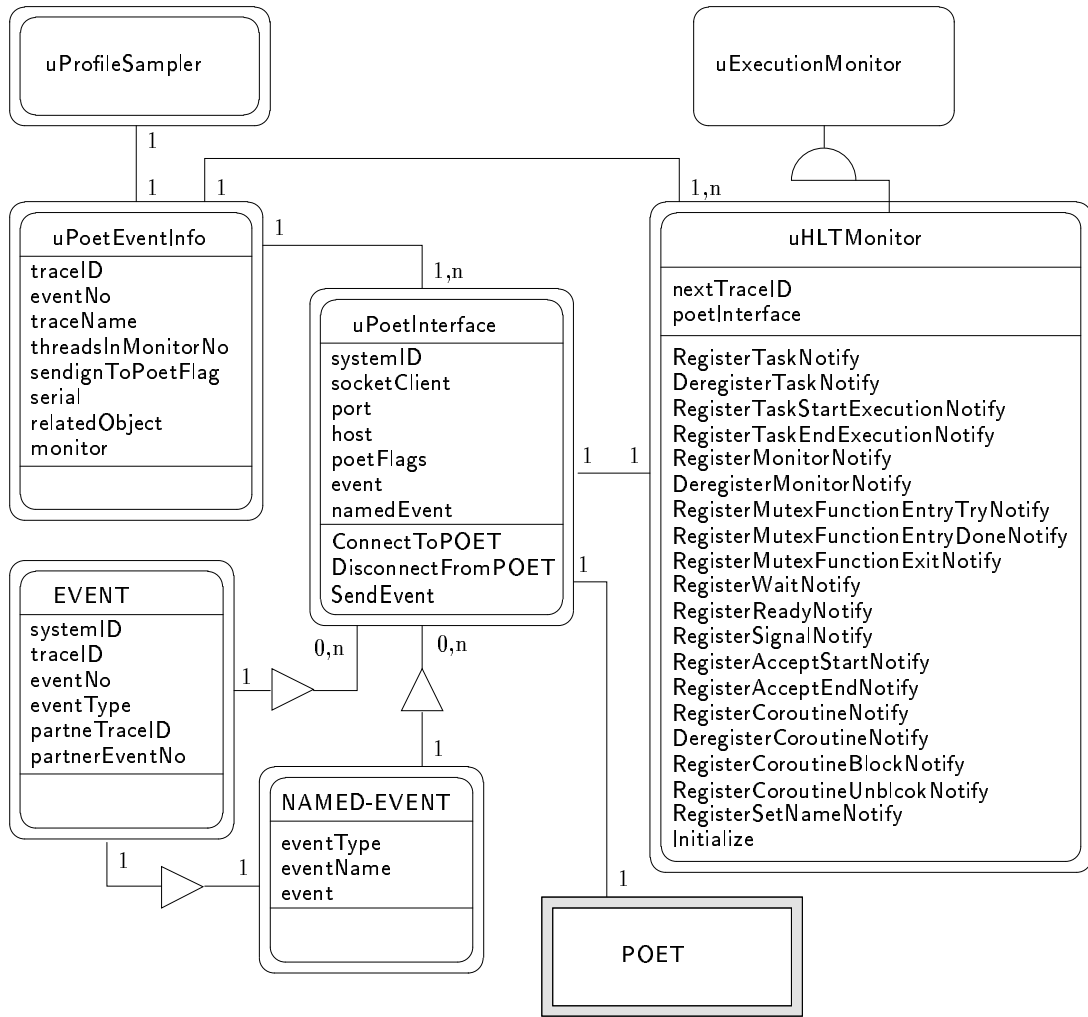 uProfileSampler
uExecutionMonitor
1
1
1
1,n
uPoetEventInfo
traceID
eventNo
traceName
threadsInMonitorNo
sendignToPoetFlag
serial
relatedObject
monitor
1
1,n
uPoetInterface
systemID
socketClient
port
host
poetFlags
event
namedEvent
ConnectToPOET
DisconnectFromPOET
SendEvent
uHLTMonitor
nextTraceID
poetInterface
RegisterTaskNotify
DeregisterTaskNotify
RegisterTaskStartExecutionNotify
RegisterTaskEndExecutionNotify
RegisterMonitorNotify
DeregisterMonitorNotify
RegisterMutexFunctionEntryTryNotify
RegisterMutexFunctionEntryDoneNotify
RegisterMutexFunctionExitNotify
RegisterWaitNotify
RegisterReadyNotify
RegisterSignalNotify
RegisterAcceptStartNotify
RegisterAcceptEndNotify
RegisterCoroutineNotify
DeregisterCoroutineNotify
RegisterCoroutineBlockNotify
RegisterCoroutineUnblcokNotify
RegisterSetNameNotify
Initialize
1 1
1
EVENT
systemID
traceID
eventNo
eventType
partneTraceID
partnerEventNo
1
0,n
0,n
1
NAMED-EVENT
eventType
eventName
event
1
1
1
POET